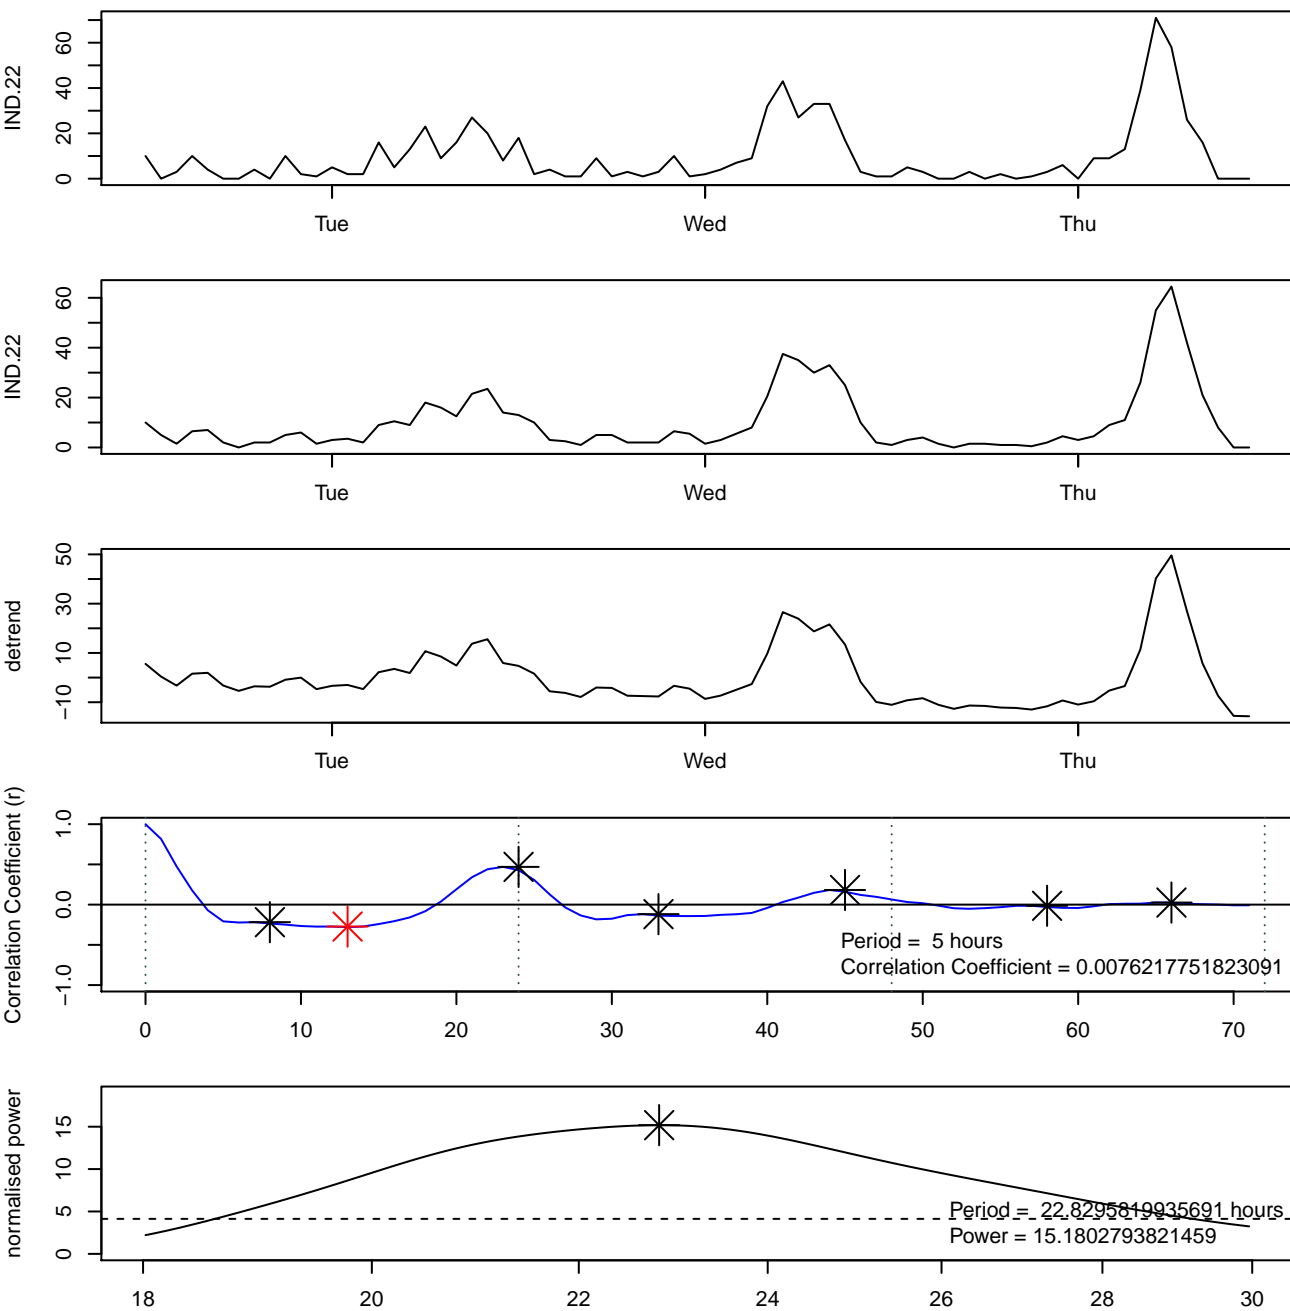 IND.22
0 20 40 60
Tue Wed Thu
IND.22
0 20 40 60
Tue Wed Thu
detrend
−10 10 30 50
Tue Wed Thu
Correlation Coefficient (r)
−1.0 0.0 1.0
Period = 5 hours
Correlation Coefficient = 0.0076217751823091
0 10 20 30 40 50 60 70
normalised power
0 5 10 15
Period = 22.8295819935691 hours
Power = 15.1802793821459
18 20 22 24 26 28 30